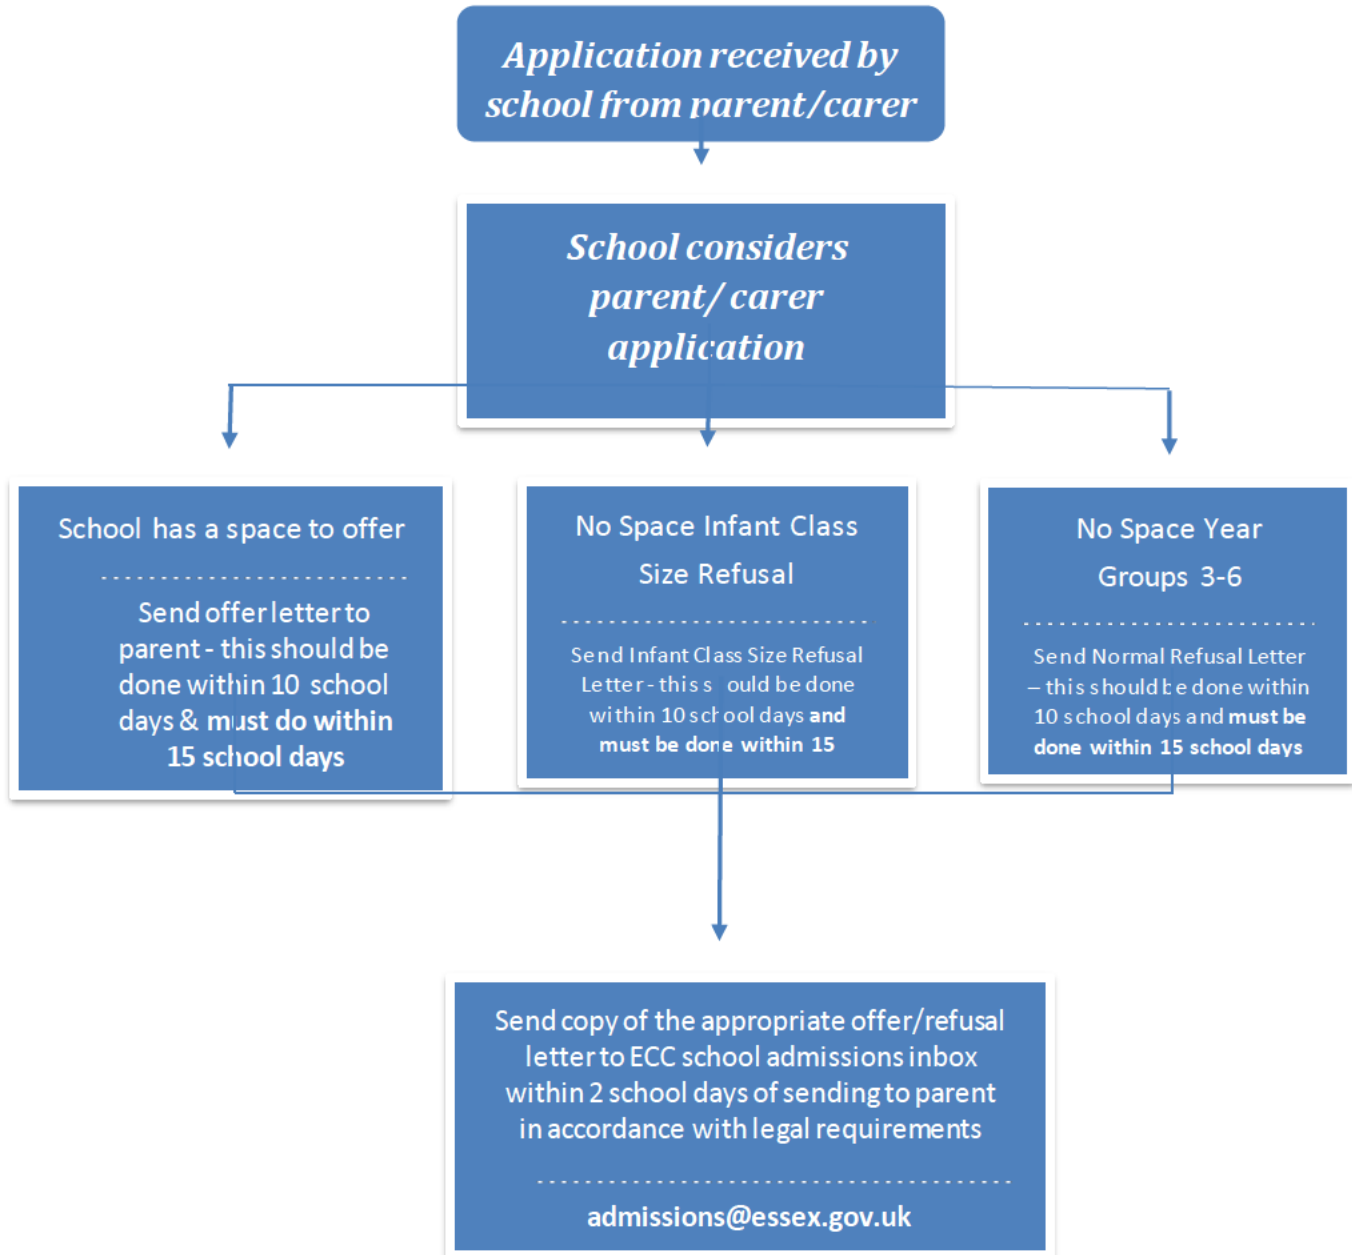 Application received by
school from parent/carer
School considers
parent/ carer
application
School has a space to offer
Send offer letter to
parent - this should be
done within 10 school
days & must do within
15 school days
No Space Infant Class
Size Refusal
Send Infant Class Size Refusal
Letter - this should be done
within 10 school days and
must be done within 15
No Space Year
Groups 3-6
Send Normal Refusal Letter
– this should be done within
10 school days and must be
done within 15 school days
Send copy of the appropriate offer/refusal
letter to ECC school admissions inbox
within 2 school days of sending to parent
in accordance with legal requirements
admissions@essex.gov.uk